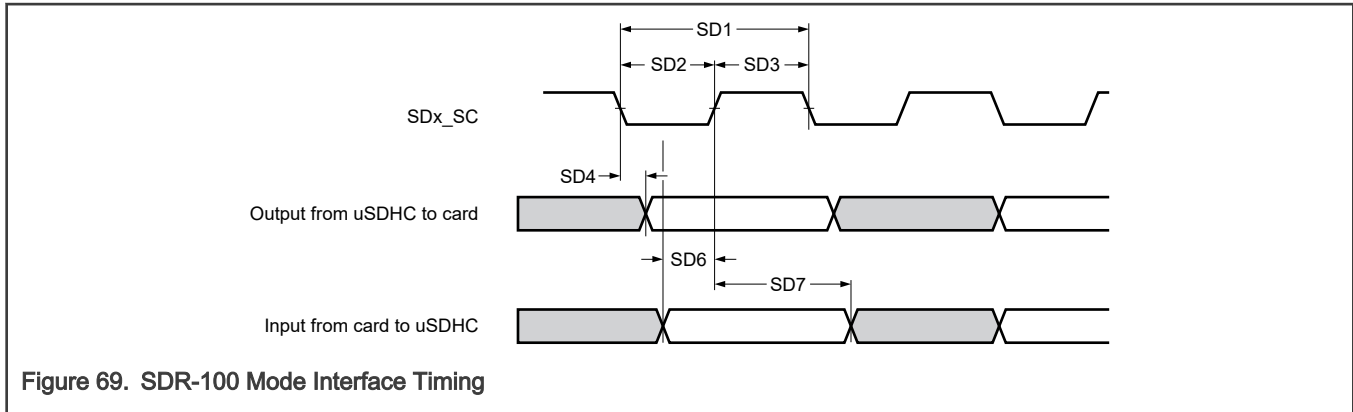 SD1
SD2
SD3
SDx_SC
SD4
Output from uSDHC to card
SD6
SD7
Input from card to uSDHC
Figure 69. SDR-100 Mode Interface Timing